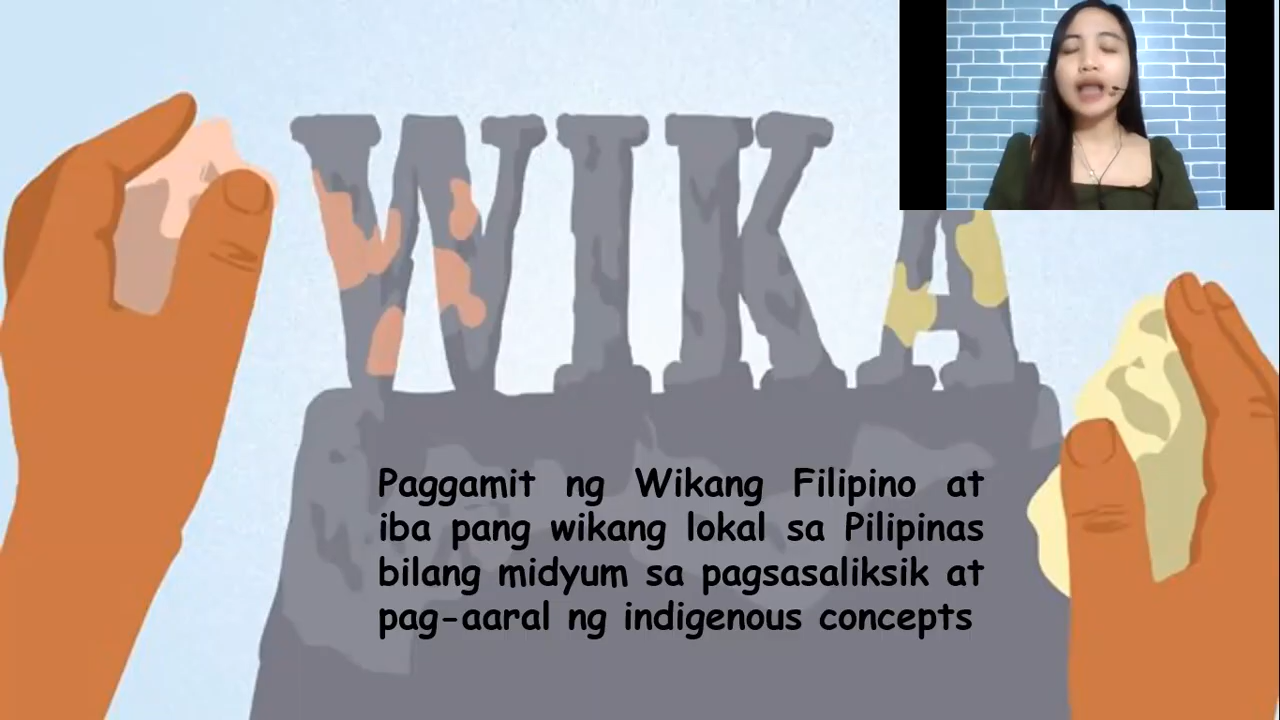 WIKA
Paggamit ng Wikang Filipino at
iba pang wikang lokal sa Pilipinas
bilang midyum sa pagsasaliksik at
pag-aaral ng indigenous concepts